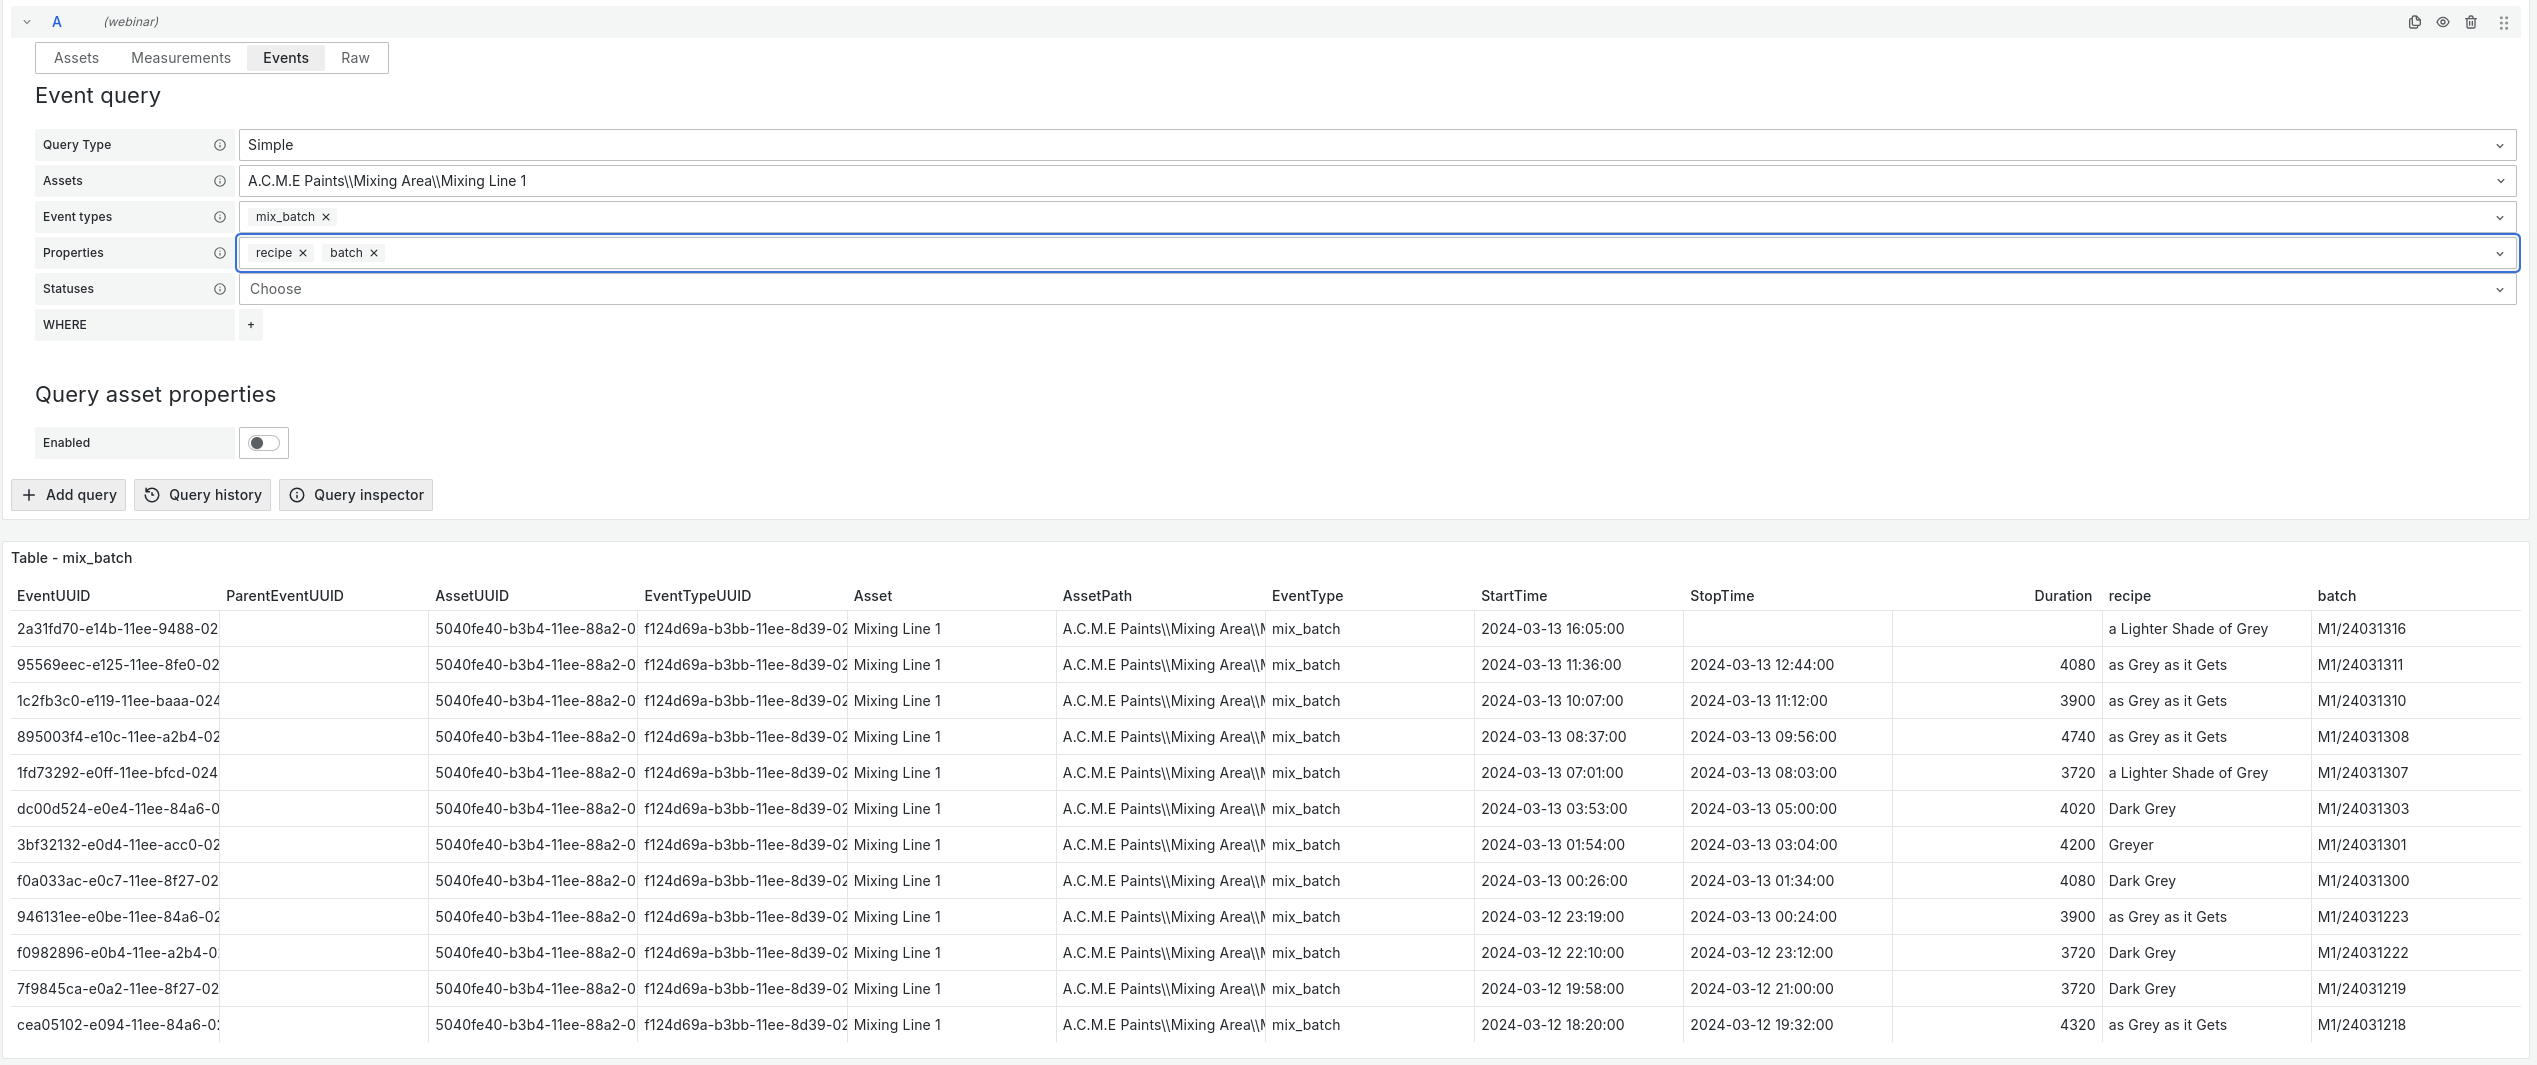 A (webinar)
Assets Measurements Events Raw
Event query
Query Type Simple
Assets A.C.M.E Paints\\Mixing Area\\Mixing Line 1
Event types mix_batch
Properties recipe batch
Statuses Choose
WHERE +
Query asset properties
Enabled
Add query Query history Query inspector
Table - mix_batch
EventUUID ParentEventUUID AssetUUID EventTypeUUID Asset AssetPath EventType StartTime StopTime Duration recipe batch
2a31fd70-e14b-11ee-9488-02 5040fe40-b3b4-11ee-88a2-0 f124d69a-b3bb-11ee-8d39-02 Mixing Line 1 A.C.M.E Paints\\Mixing Area\\M mix_batch 2024-03-13 16:05:00 a Lighter Shade of Grey M1/24031316
95569eec-e125-11ee-8fe0-02 5040fe40-b3b4-11ee-88a2-0 f124d69a-b3bb-11ee-8d39-02 Mixing Line 1 A.C.M.E Paints\\Mixing Area\\M mix_batch 2024-03-13 11:36:00 2024-03-13 12:44:00 4080 as Grey as it Gets M1/24031311
1c2fb3c0-e119-11ee-baaa-024 5040fe40-b3b4-11ee-88a2-0 f124d69a-b3bb-11ee-8d39-02 Mixing Line 1 A.C.M.E Paints\\Mixing Area\\M mix_batch 2024-03-13 10:07:00 2024-03-13 11:12:00 3900 as Grey as it Gets M1/24031310
895003f4-e10c-11ee-a2b4-02 5040fe40-b3b4-11ee-88a2-0 f124d69a-b3bb-11ee-8d39-02 Mixing Line 1 A.C.M.E Paints\\Mixing Area\\M mix_batch 2024-03-13 08:37:00 2024-03-13 09:56:00 4740 as Grey as it Gets M1/24031308
1fd73292-e0ff-11ee-bfcd-024 5040fe40-b3b4-11ee-88a2-0 f124d69a-b3bb-11ee-8d39-02 Mixing Line 1 A.C.M.E Paints\\Mixing Area\\M mix_batch 2024-03-13 07:01:00 2024-03-13 08:03:00 3720 a Lighter Shade of Grey M1/24031307
dc00d524-e0e4-11ee-84a6-0 5040fe40-b3b4-11ee-88a2-0 f124d69a-b3bb-11ee-8d39-02 Mixing Line 1 A.C.M.E Paints\\Mixing Area\\M mix_batch 2024-03-13 03:53:00 2024-03-13 05:00:00 4020 Dark Grey M1/24031303
3bf32132-e0d4-11ee-acc0-02 5040fe40-b3b4-11ee-88a2-0 f124d69a-b3bb-11ee-8d39-02 Mixing Line 1 A.C.M.E Paints\\Mixing Area\\M mix_batch 2024-03-13 01:54:00 2024-03-13 03:04:00 4200 Greyer M1/24031301
f0a033ac-e0c7-11ee-8f27-02 5040fe40-b3b4-11ee-88a2-0 f124d69a-b3bb-11ee-8d39-02 Mixing Line 1 A.C.M.E Paints\\Mixing Area\\M mix_batch 2024-03-13 00:26:00 2024-03-13 01:34:00 4080 Dark Grey M1/24031300
946131ee-e0be-11ee-84a6-02 5040fe40-b3b4-11ee-88a2-0 f124d69a-b3bb-11ee-8d39-02 Mixing Line 1 A.C.M.E Paints\\Mixing Area\\M mix_batch 2024-03-12 23:19:00 2024-03-13 00:24:00 3900 as Grey as it Gets M1/24031223
f0982896-e0b4-11ee-a2b4-0 5040fe40-b3b4-11ee-88a2-0 f124d69a-b3bb-11ee-8d39-02 Mixing Line 1 A.C.M.E Paints\\Mixing Area\\M mix_batch 2024-03-12 22:10:00 2024-03-12 23:12:00 3720 Dark Grey M1/24031222
7f9845ca-e0a2-11ee-8f27-02 5040fe40-b3b4-11ee-88a2-0 f124d69a-b3bb-11ee-8d39-02 Mixing Line 1 A.C.M.E Paints\\Mixing Area\\M mix_batch 2024-03-12 19:58:00 2024-03-12 21:00:00 3720 Dark Grey M1/24031219
cea05102-e094-11ee-84a6-02 5040fe40-b3b4-11ee-88a2-0 f124d69a-b3bb-11ee-8d39-02 Mixing Line 1 A.C.M.E Paints\\Mixing Area\\M mix_batch 2024-03-12 18:20:00 2024-03-12 19:32:00 4320 as Grey as it Gets M1/24031218